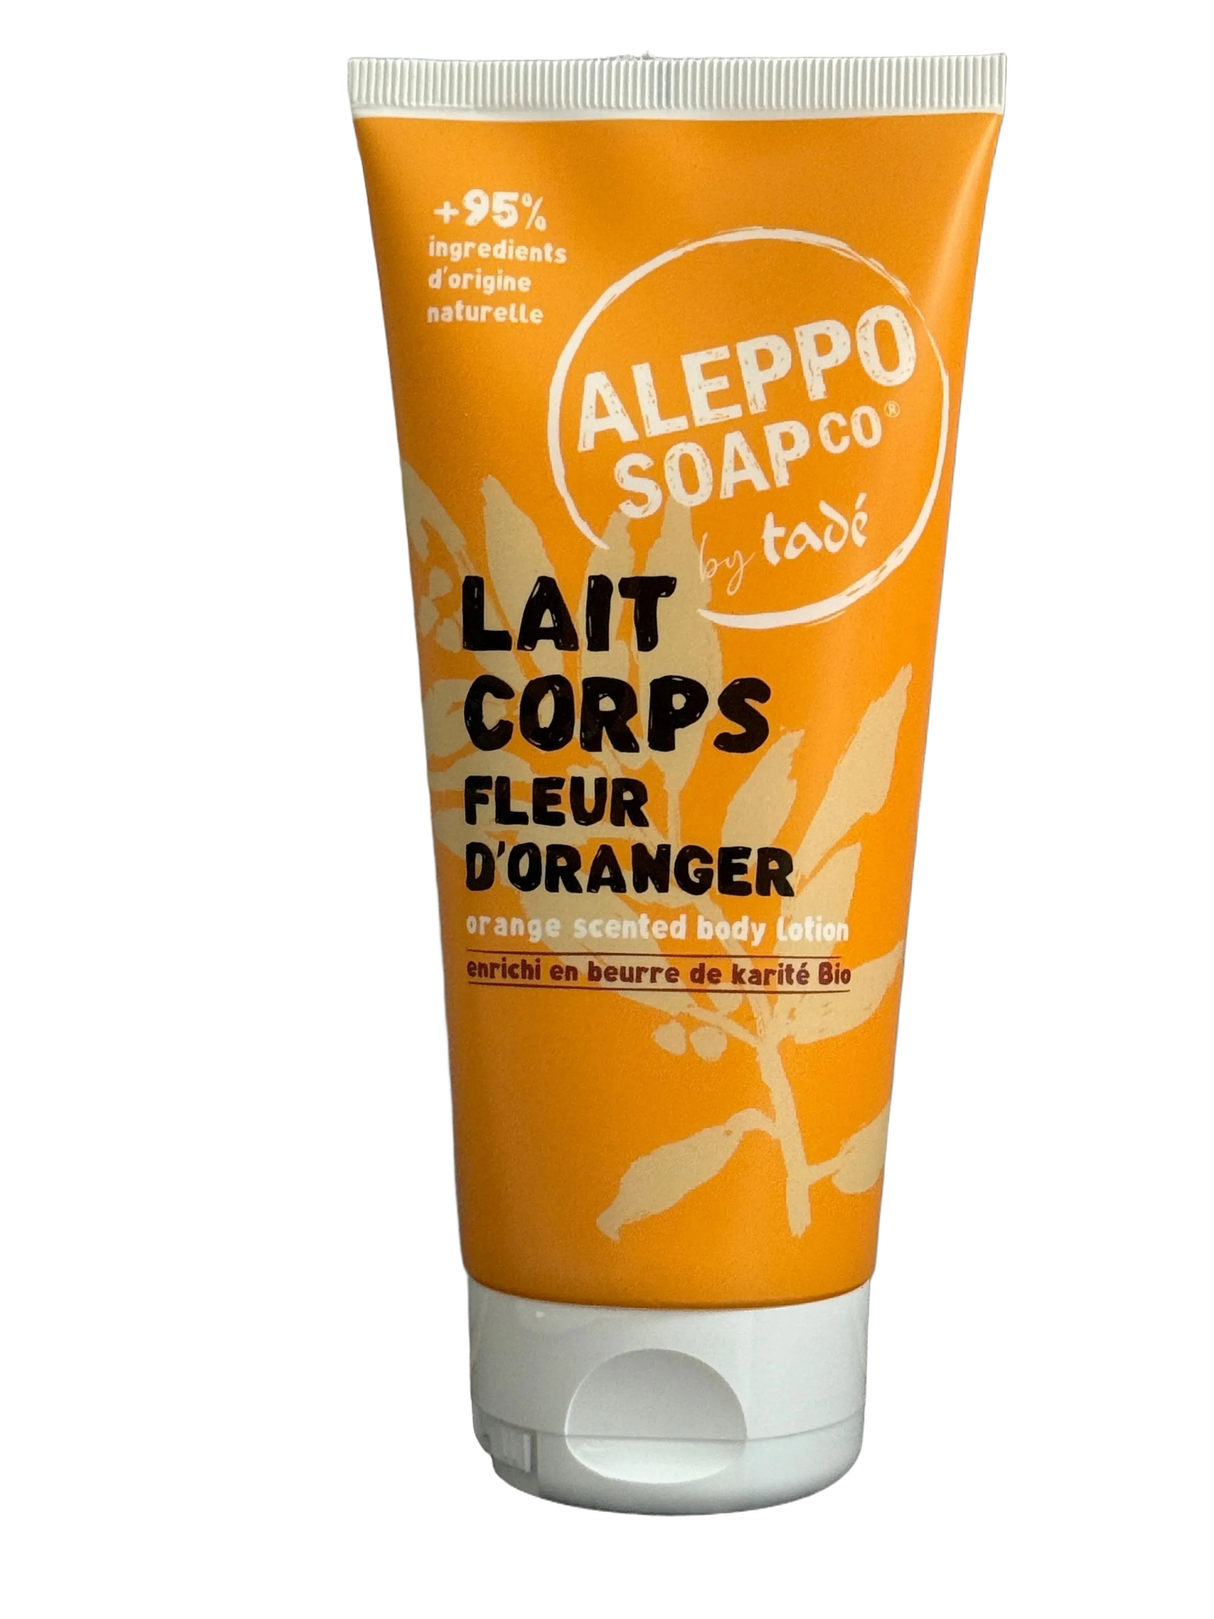 +95%
ingredients
d'origine
naturelle
ALEPPO
SOAP CO®
by tadé
LAIT
CORPS
FLEUR
D'ORANGER
orange scented body lotion
enrichi en beurre de karité Bio